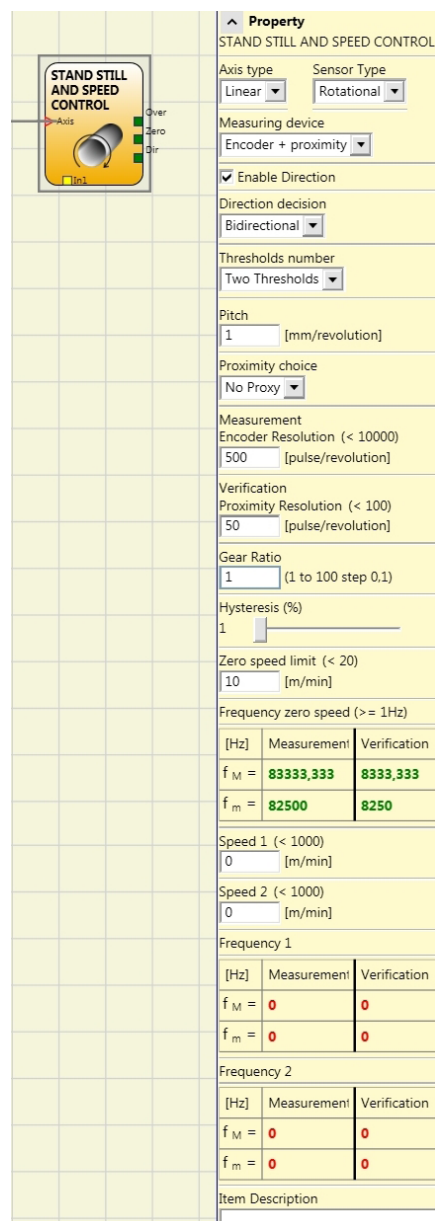 STAND STILL
AND SPEED
CONTROL
Axis
Over
Zero
Dir
In1
Property
STAND STILL AND SPEED CONTROL
Axis type Sensor Type
Linear Rotational
Measuring device
Encoder + proximity
Enable Direction
Direction decision
Bidirectional
Thresholds number
Two Thresholds
Pitch
1 [mm/revolution]
Proximity choice
No Proxy
Measurement
Encoder Resolution (< 10000)
500 [pulse/revolution]
Verification
Proximity Resolution (< 100)
50 [pulse/revolution]
Gear Ratio
1 (1 to 100 step 0,1)
Hysteresis (%)
1
Zero speed limit (< 20)
10 [m/min]
Frequency zero speed (>= 1Hz)
[Hz] Measurement Verification
f M = 83333,333 8333,333
f m = 82500 8250
Speed 1 (< 1000)
0 [m/min]
Speed 2 (< 1000)
0 [m/min]
Frequency 1
[Hz] Measurement Verification
f M = 0 0
f m = 0 0
Frequency 2
[Hz] Measurement Verification
f M = 0 0
f m = 0 0
Item Description